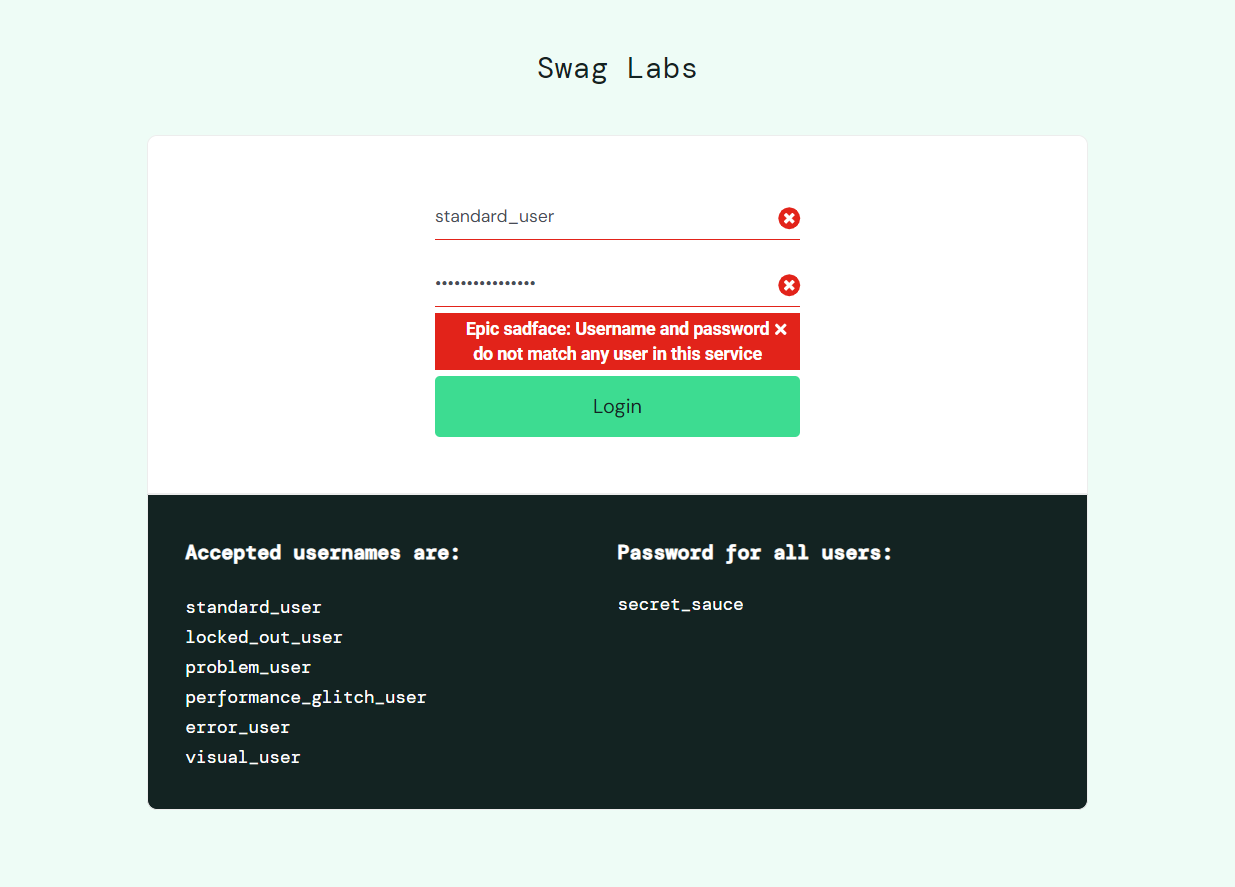 Swag Labs
standard_user
••••••••••••••••
Epic sadface: Username and password
do not match any user in this service
Login
Accepted usernames are:
standard_user
locked_out_user
problem_user
performance_glitch_user
error_user
visual_user
Password for all users:
secret_sauce